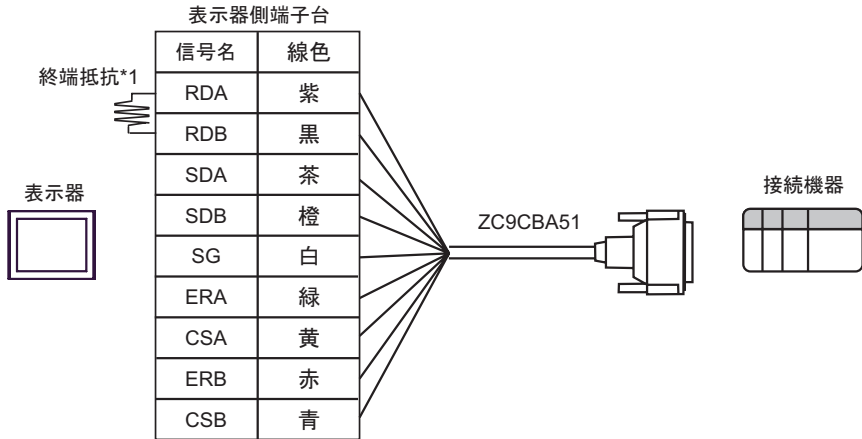 表示器側端子台
信号名 線色
終端抵抗*1
RDA 紫
RDB 黒
SDA 茶
表示器
SDB 橙
SG 白
ERA 緑
CSA 黄
ERB 赤
CSB 青
ZC9CBA51
接続機器